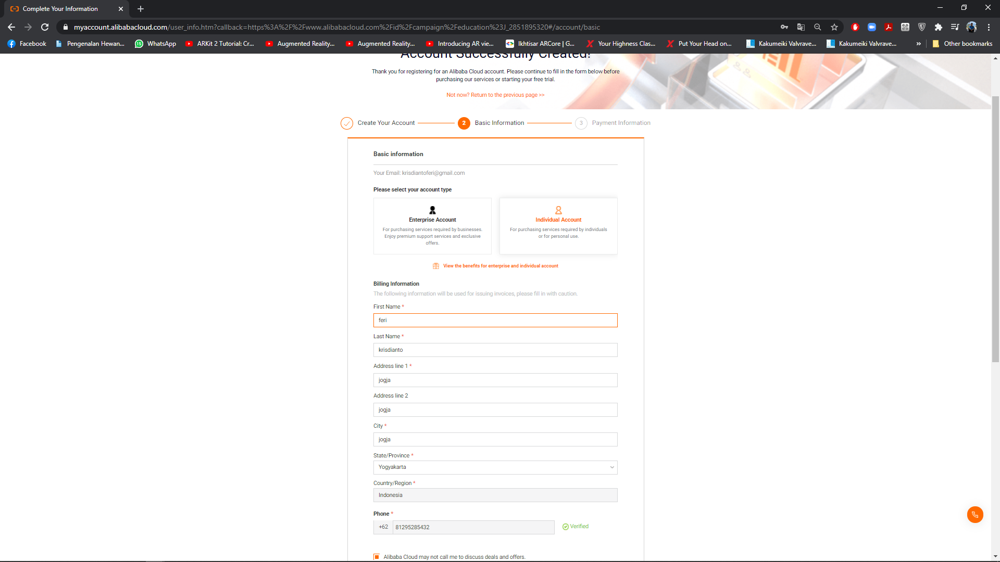 Complete Your Information
myaccount.alibabacloud.com/user_info.htm?callback=https%3A%2F%2Fwww.alibabacloud.com%2Fid%2Fcampaign%2Feducation%23J_2851895320#/account/basic
Facebook
Pengenalan Hewan...
15
WhatsApp
ARKit 2 Tutorial: Cr...
Augmented Reality...
Augmented Reality...
Introducing AR vie...
Ikhtisar ARCore | G...
Your Highness Clas...
Put Your Head on...
Kakumeiki Valvrave...
Kakumeiki Valvrave...
»
Other bookmarks
Account Successfully Created!
Thank you for registering for an Alibaba Cloud account. Please continue to fill in the form below before
purchasing our services or starting your free trial.
Not now? Return to the previous page >>
Create Your Account
2 Basic Information
3 Payment Information
Basic information
Your Email: krisdiantoferi@gmail.com
Please select your account type
Enterprise Account
For purchasing services required by businesses.
Enjoy premium support services and exclusive
offers.
Individual Account
For purchasing services required by individuals
or for personal use.
View the benefits for enterprise and individual account
Billing Information
The following information will be used for issuing invoices, please fill in with caution.
First Name *
feri
Last Name *
krisdianto
Address line 1 *
jogja
Address line 2
jogja
City *
jogja
State/Province *
Yogyakarta
Country/Region *
Indonesia
Phone *
+62 81295285432 Verified
Alibaba Cloud may not call me to discuss deals and offers.